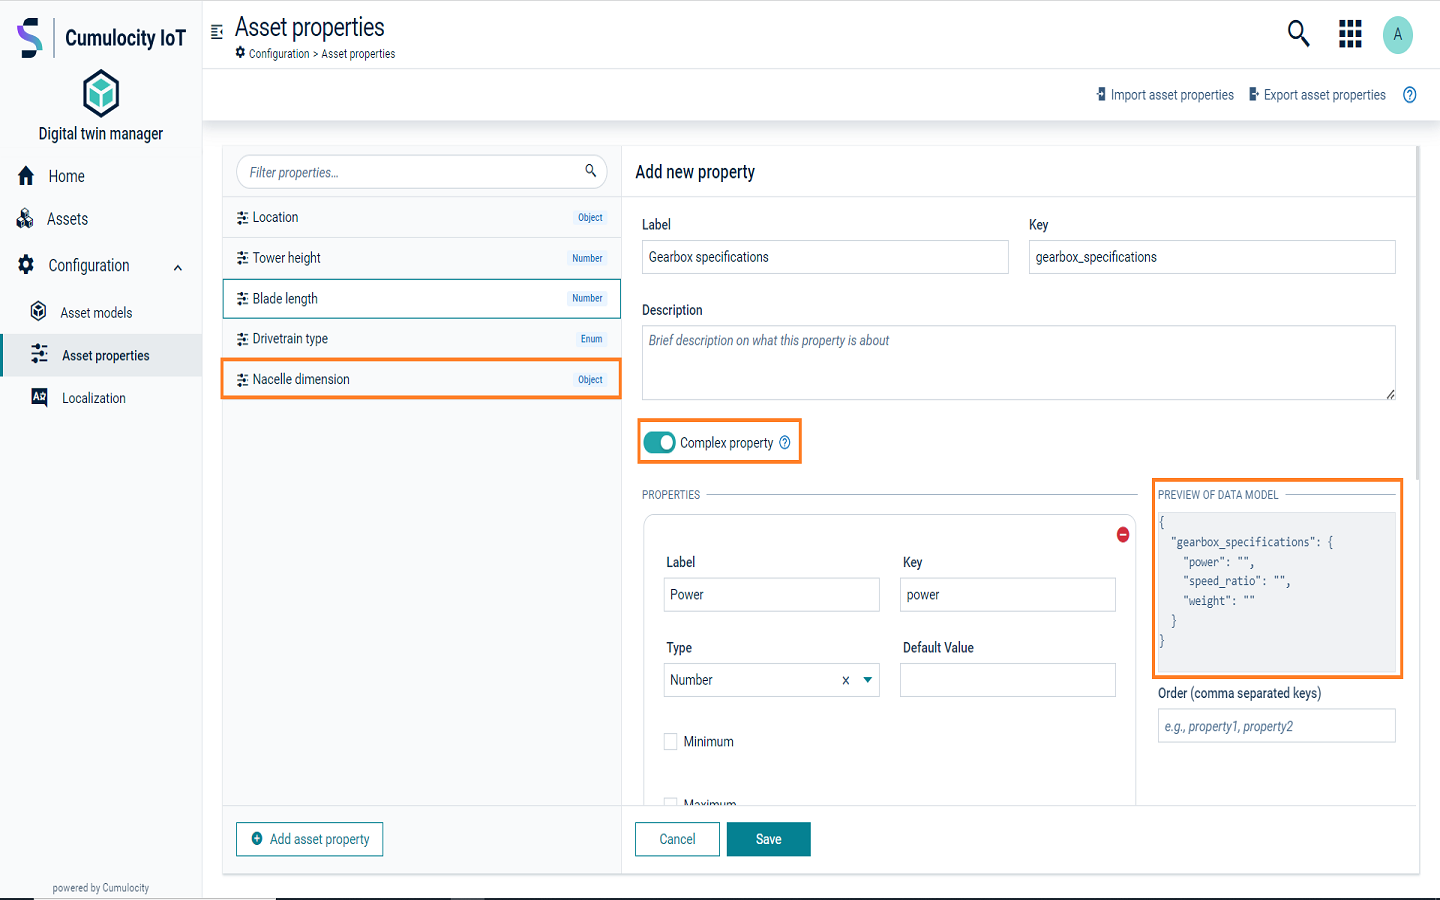 Cumulocity IoT
Digital twin manager
Home
Assets
Configuration
Asset models
Asset properties
Localization
powered by Cumulocity
Asset properties
Configuration > Asset properties
A
Import asset properties
Export asset properties
?
Filter properties...
Location Object
Tower height Number
Blade length Number
Drivetrain type Enum
Nacelle dimension Object
Add asset property
Add new property
Label Key
Gearbox specifications gearbox_specifications
Description
Brief description on what this property is about
Complex property ?
PROPERTIES
Label Key
Power power
Type Default Value
Number x
Minimum
Maximum
PREVIEW OF DATA MODEL
{
"gearbox_specifications": {
"power": "",
"speed_ratio": "",
"weight": ""
}
}
Order (comma separated keys)
e.g., property1, property2
Cancel Save